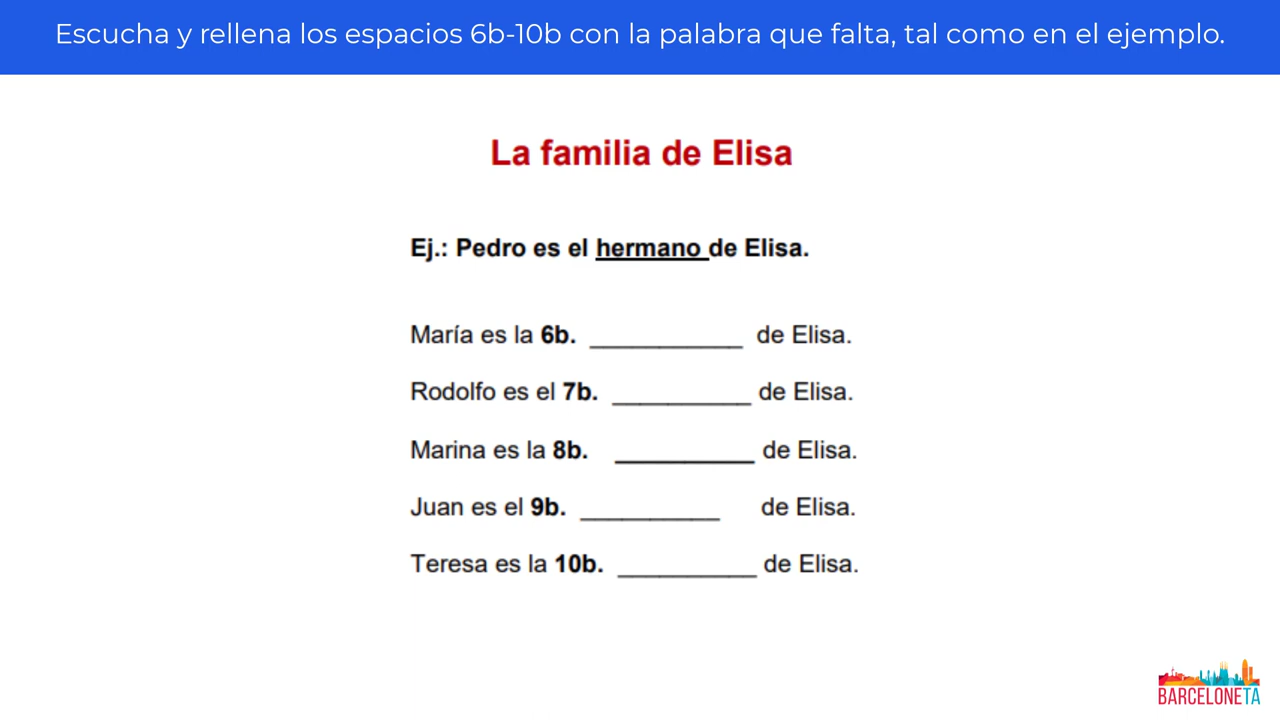 Escucha y rellena los espacios 6b-10b con la palabra que falta, tal como en el ejemplo.
La familia de Elisa
Ej.: Pedro es el hermano de Elisa.
María es la 6b. ___________ de Elisa.
Rodolfo es el 7b. __________ de Elisa.
Marina es la 8b. __________ de Elisa.
Juan es el 9b. __________ de Elisa.
Teresa es la 10b. __________ de Elisa.
BARCELONETA